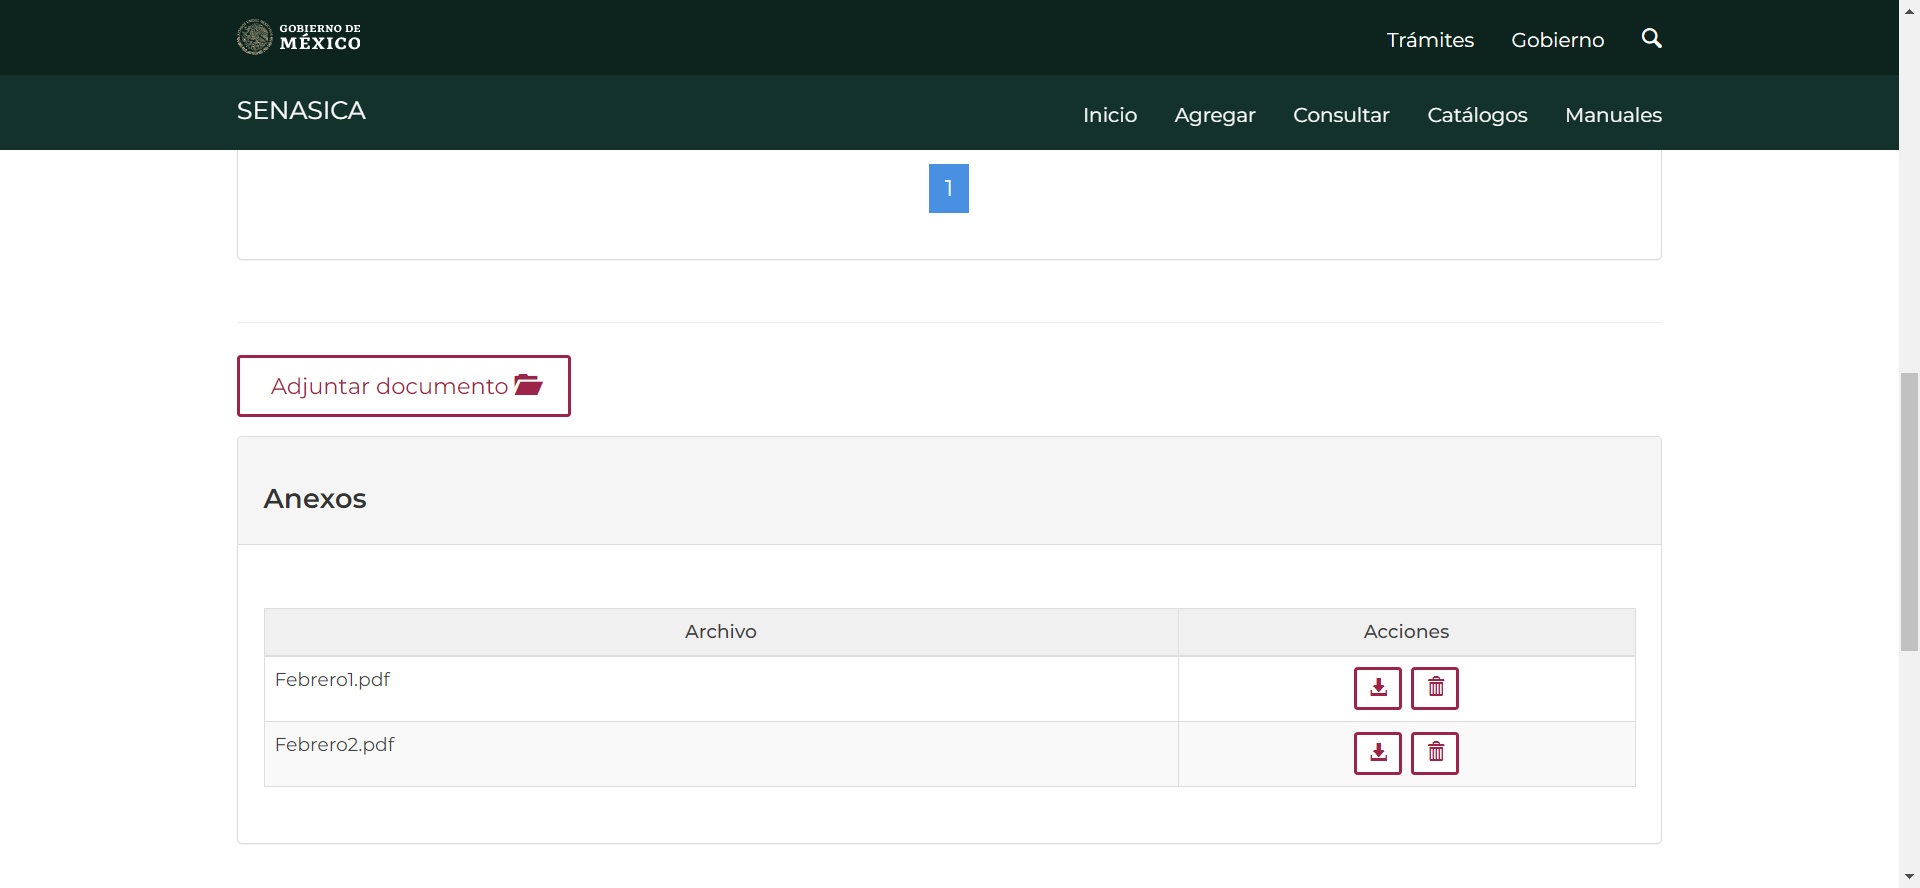 GOBIERNO DE
MÉXICO
Trámites Gobierno
SENASICA
Inicio Agregar Consultar Catálogos Manuales
1
Adjuntar documento
Anexos
Archivo Acciones
Febrero1.pdf
Febrero2.pdf